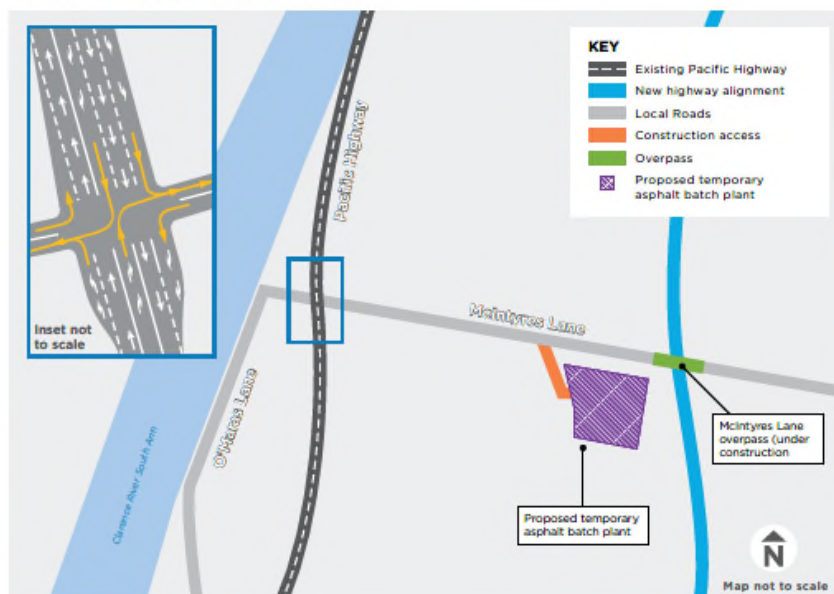 KEY
Existing Pacific Highway
New highway alignment
Local Roads
Construction access
Overpass
Proposed temporary
asphalt batch plant
Pacific Highway
Inset not
to scale
McIntyres Lane
O'Maras Lane
Clarence River South Arm
McIntyres Lane
overpass (under
construction
Proposed temporary
asphalt batch plant
N
Map not to scale